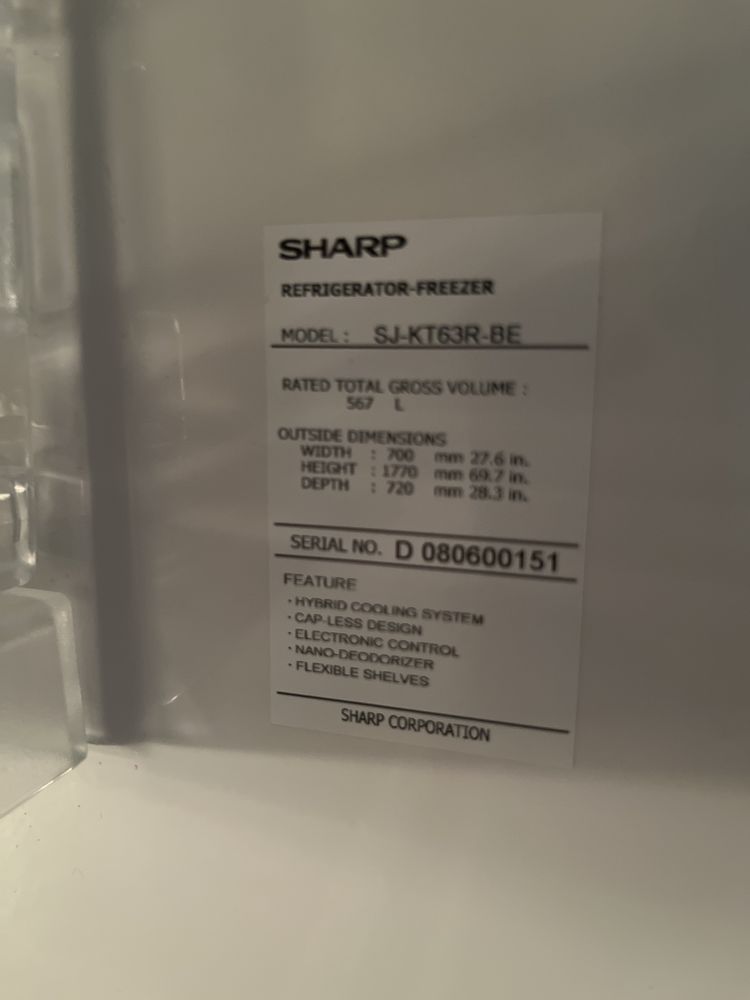 SHARP
REFRIGERATOR-FREEZER
MODEL : SJ-KT63R-BE
RATED TOTAL GROSS VOLUME :
567 L
OUTSIDE DIMENSIONS
WIDTH : 700 mm 27.6 in.
HEIGHT : 1770 mm 69.7 in.
DEPTH : 720 mm 28.3 in.
SERIAL NO. D 080600151
FEATURE
· HYBRID COOLING SYSTEM
· CAP-LESS DESIGN
· ELECTRONIC CONTROL
· NANO-DEODORIZER
· FLEXIBLE SHELVES
SHARP CORPORATION